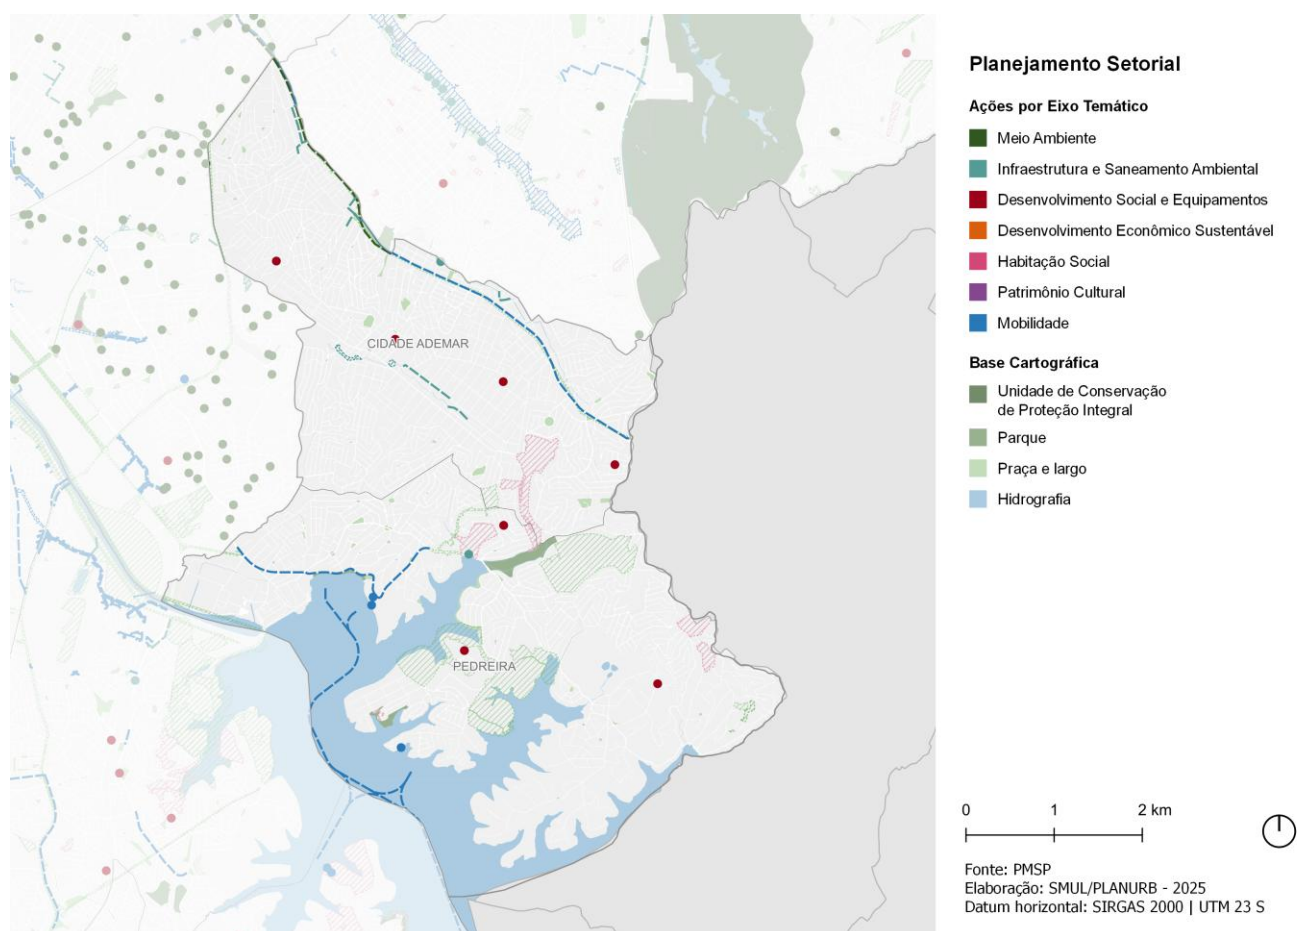 Planejamento Setorial
Ações por Eixo Temático
Meio Ambiente
Infraestrutura e Saneamento Ambiental
Desenvolvimento Social e Equipamentos
Desenvolvimento Econômico Sustentável
Habitação Social
Patrimônio Cultural
Mobilidade
Base Cartográfica
Unidade de Conservação
de Proteção Integral
Parque
Praça e largo
Hidrografia
CIDADE ADEMAR
PEDREIRA
0 1 2 km
Fonte: PMSP
Elaboração: SMUL/PLANURB - 2025
Datum horizontal: SIRGAS 2000 | UTM 23 S